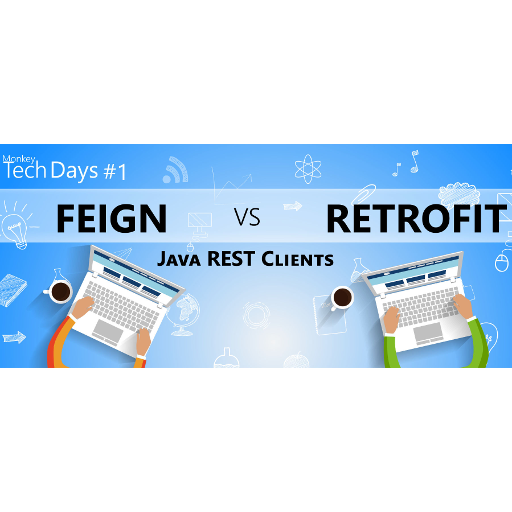 Monkey
Tech Days #1
FEIGN VS RETROFIT
JAVA REST CLIENTS